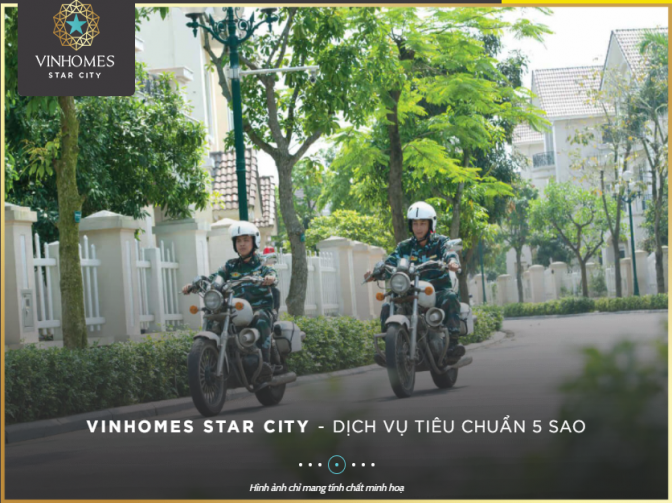 VINHOMES
STAR CITY
VINHOMES STAR CITY - DỊCH VỤ TIÊU CHUẨN 5 SAO
Hình ảnh chỉ mang tính chất minh hoạ